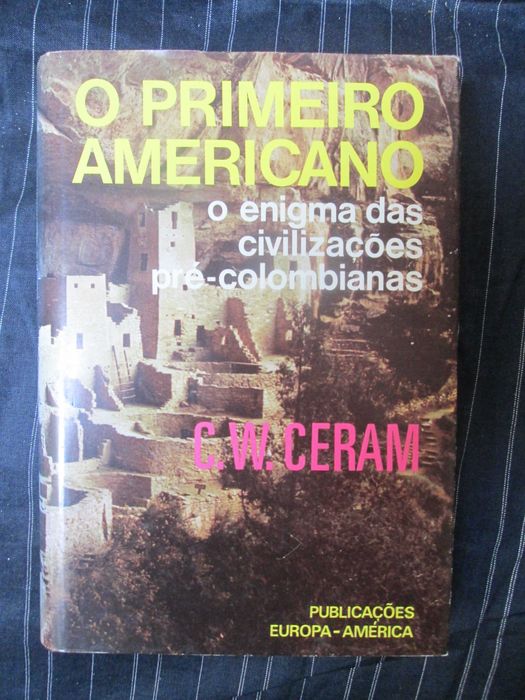 O PRIMEIRO
AMERICANO
o enigma das
civilizações
pré-colombianas
C.W. CERAM
PUBLICAÇÕES
EUROPA-AMÉRICA